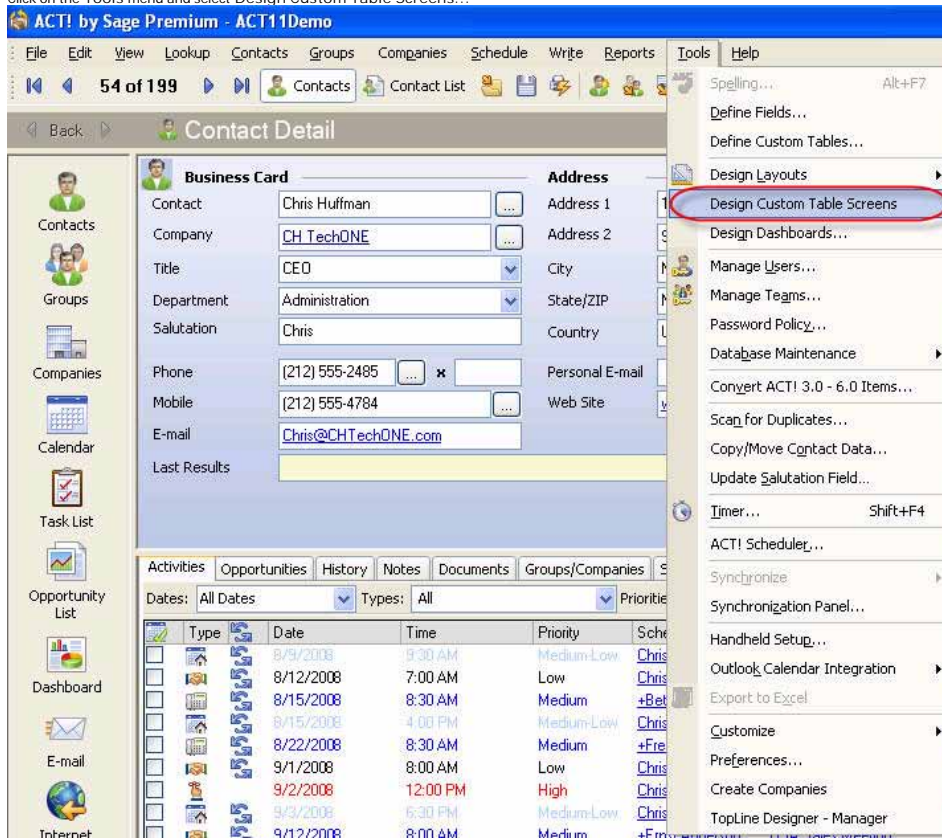 Click on the Tools menu and select Design Custom Table Screens...
ACT! by Sage Premium - ACT11Demo
File Edit View Lookup Contacts Groups Companies Schedule Write Reports Tools Help
54 of 199 Contacts Contact List
Back Contact Detail
Contacts
Groups
Companies
Calendar
Task List
Opportunity
List
Dashboard
E-mail
Internet
Business Card
Contact Chris Huffman ...
Company CH TechONE ...
Title CEO
Department Administration
Salutation Chris
Phone (212) 555-2485 ... x
Mobile (212) 555-4784 ...
E-mail Chris@CHTechONE.com
Last Results
Address
Address 1 1
Address 2
City
State/ZIP
Country
Personal E-mail
Web Site
Activities Opportunities History Notes Documents Groups/Companies
Dates: All Dates Types: All
Type Date Time Priority
8/9/2008 9:30 AM Medium-Low Chris
8/12/2008 7:00 AM Low Chris
8/15/2008 8:30 AM Medium +Bet
8/15/2008 4:00 PM Medium-Low Chris
8/22/2008 8:30 AM Medium +Fre
9/1/2008 8:00 AM Low Chris
9/2/2008 12:00 PM High Chris
9/3/2008 6:30 PM Medium-Low Chris
9/12/2008 8:00 AM Medium
Spelling... Alt+F7
Define Fields...
Define Custom Tables...
Design Layouts
Design Custom Table Screens
Design Dashboards...
Manage Users...
Manage Teams...
Password Policy...
Database Maintenance
Convert ACT! 3.0 - 6.0 Items...
Scan for Duplicates...
Copy/Move Contact Data...
Update Salutation Field...
Timer... Shift+F4
ACT! Scheduler...
Synchronize
Synchronization Panel...
Handheld Setup...
Outlook Calendar Integration
Export to Excel
Customize
Preferences...
Create Companies
TopLine Designer - Manager